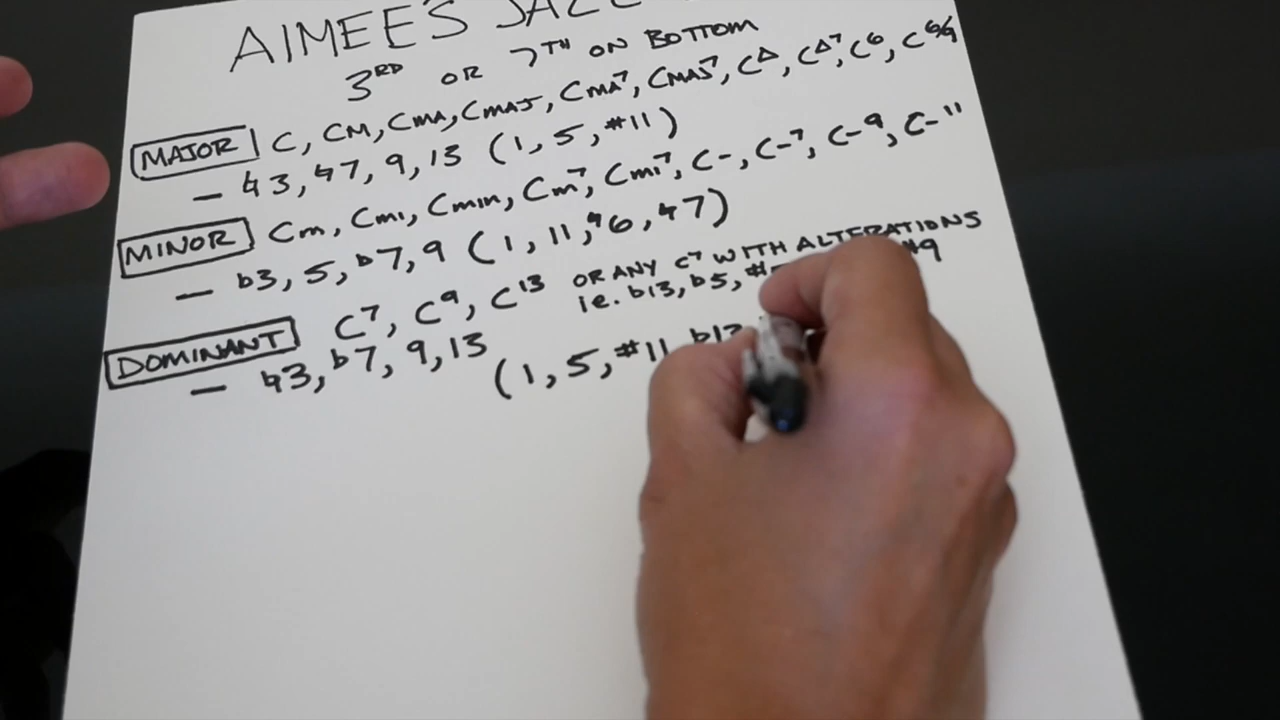 AIMEE'S JAZZ
3RD OR 7TH ON BOTTOM
MAJOR C, CM, CMA, CMAJ, CMA7, CMAJ7, CΔ, CΔ7, C6, C6/9
— ♮3, ♮7, 9, 13 (1, 5, #11)
MINOR Cm, Cmi, Cmin, Cm7, Cmi7, C-, C-7, C-9, C-11
— b3, 5, b7, 9 (1, 11, ♮6, ♮7)
DOMINANT C7, C9, C13 OR ANY C7 WITH ALTERATIONS
ie. b13, b5, #9
— ♮3, b7, 9, 13 (1, 5, #11, b13